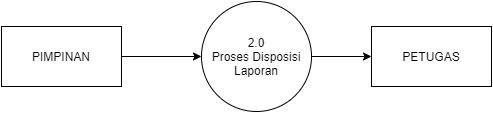 PIMPINAN
2.0
Proses Disposisi
Laporan
PETUGAS